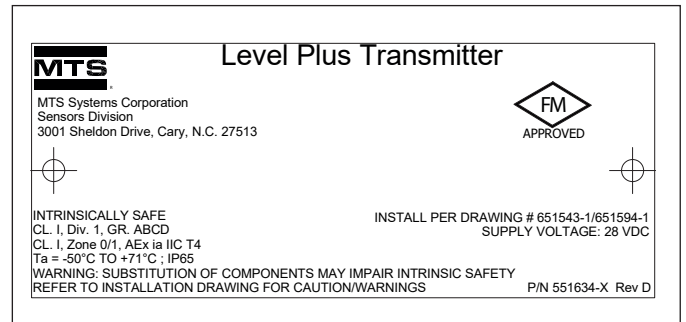 Level Plus Transmitter
MTS
®
MTS Systems Corporation
Sensors Division
3001 Sheldon Drive, Cary, N.C. 27513
FM
APPROVED
INTRINSICALLY SAFE
CL. I, Div. 1, GR. ABCD
CL. I, Zone 0/1, AEx ia IIC T4
Ta = -50°C TO +71°C ; IP65
INSTALL PER DRAWING # 651543-1/651594-1
SUPPLY VOLTAGE: 28 VDC
WARNING: SUBSTITUTION OF COMPONENTS MAY IMPAIR INTRINSIC SAFETY
REFER TO INSTALLATION DRAWING FOR CAUTION/WARNINGS
P/N 551634-X Rev D